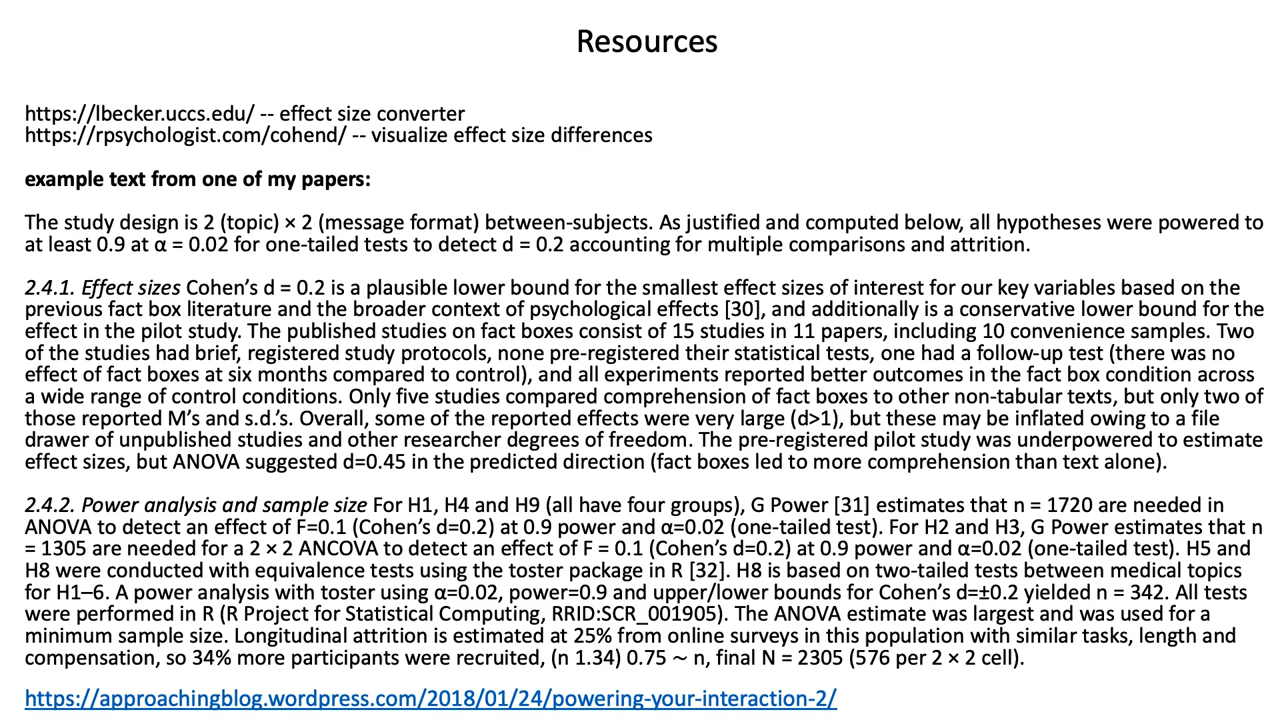 Resources
https://lbecker.uccs.edu/ -- effect size converter
https://rpsychologist.com/cohend/ -- visualize effect size differences
example text from one of my papers:
The study design is 2 (topic) × 2 (message format) between-subjects. As justified and computed below, all hypotheses were powered to
at least 0.9 at α = 0.02 for one-tailed tests to detect d = 0.2 accounting for multiple comparisons and attrition.
2.4.1. Effect sizes Cohen’s d = 0.2 is a plausible lower bound for the smallest effect sizes of interest for our key variables based on the
previous fact box literature and the broader context of psychological effects [30], and additionally is a conservative lower bound for the
effect in the pilot study. The published studies on fact boxes consist of 15 studies in 11 papers, including 10 convenience samples. Two
of the studies had brief, registered study protocols, none pre-registered their statistical tests, one had a follow-up test (there was no
effect of fact boxes at six months compared to control), and all experiments reported better outcomes in the fact box condition across
a wide range of control conditions. Only five studies compared comprehension of fact boxes to other non-tabular texts, but only two of
those reported M’s and s.d.’s. Overall, some of the reported effects were very large (d>1), but these may be inflated owing to a file
drawer of unpublished studies and other researcher degrees of freedom. The pre-registered pilot study was underpowered to estimate
effect sizes, but ANOVA suggested d=0.45 in the predicted direction (fact boxes led to more comprehension than text alone).
2.4.2. Power analysis and sample size For H1, H4 and H9 (all have four groups), G Power [31] estimates that n = 1720 are needed in
ANOVA to detect an effect of F=0.1 (Cohen’s d=0.2) at 0.9 power and α=0.02 (one-tailed test). For H2 and H3, G Power estimates that n
= 1305 are needed for a 2 × 2 ANCOVA to detect an effect of F = 0.1 (Cohen’s d=0.2) at 0.9 power and α=0.02 (one-tailed test). H5 and
H8 were conducted with equivalence tests using the toster package in R [32]. H8 is based on two-tailed tests between medical topics
for H1–6. A power analysis with toster using α=0.02, power=0.9 and upper/lower bounds for Cohen’s d=±0.2 yielded n = 342. All tests
were performed in R (R Project for Statistical Computing, RRID:SCR_001905). The ANOVA estimate was largest and was used for a
minimum sample size. Longitudinal attrition is estimated at 25% from online surveys in this population with similar tasks, length and
compensation, so 34% more participants were recruited, (n 1.34) 0.75 ~ n, final N = 2305 (576 per 2 × 2 cell).
https://approachingblog.wordpress.com/2018/01/24/powering-your-interaction-2/